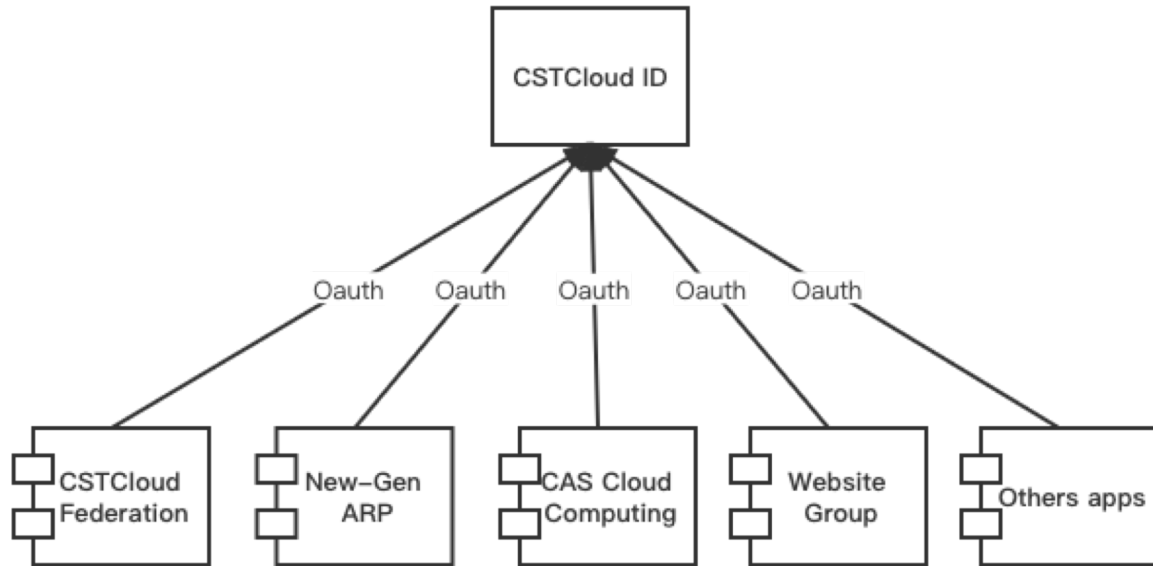 CSTCloud ID
Oauth Oauth Oauth Oauth Oauth
CSTCloud
Federation
New–Gen
ARP
CAS Cloud
Computing
Website
Group
Others apps